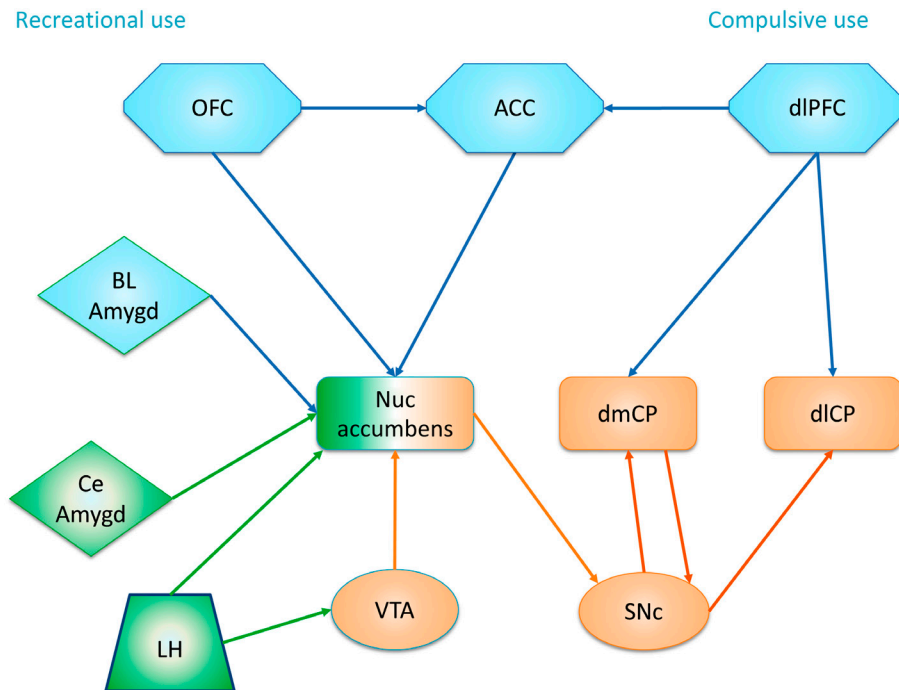 Recreational use
Compulsive use
OFC
ACC
dlPFC
BL
Amygd
Nuc
accumbens
dmCP
dlCP
Ce
Amygd
VTA
SNc
LH